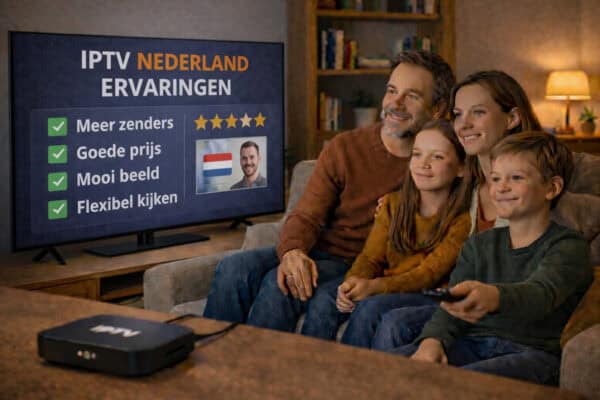 IPTV NEDERLAND
ERVARINGEN
Meer zenders
Goede prijs
Mooi beeld
Flexibel kijken
IPTV